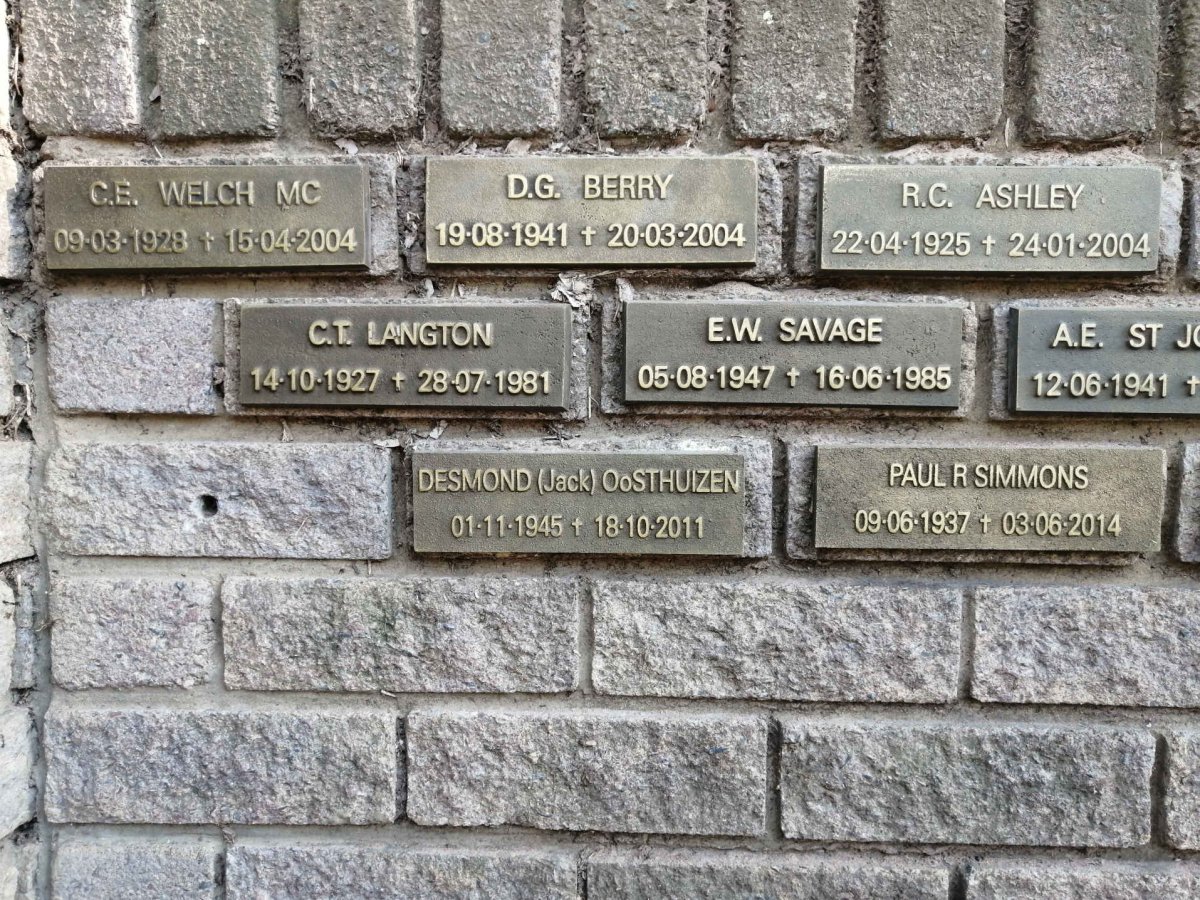 C.E. WELCH MC
09·03·1928 † 15·04·2004
D.G. BERRY
19·08·1941 † 20·03·2004
R.C. ASHLEY
22·04·1925 † 24·01·2004
C.T. LANGTON
14·10·1927 † 28·07·1981
E.W. SAVAGE
05·08·1947 † 16·06·1985
A.E. ST
12·06·1941 †
DESMOND (Jack) OoSTHUIZEN
01·11·1945 † 18·10·2011
PAUL R SIMMONS
09·06·1937 † 03·06·2014